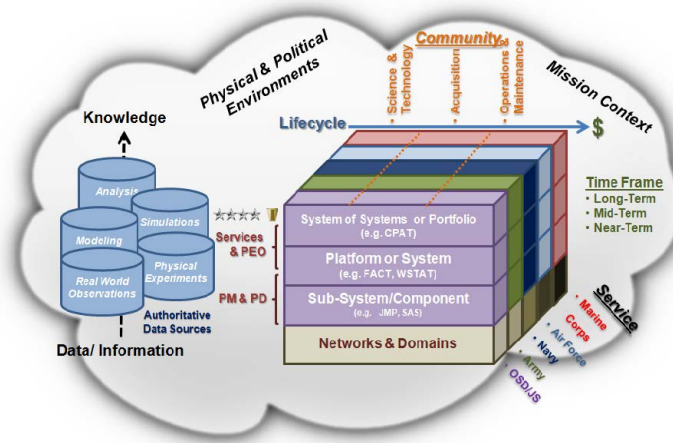 Physical & Political
Environments
Community
• Science &
Technology
• Acquisition
• Operations &
Maintenance
Mission Context
Knowledge
Lifecycle
$
Analysis
Simulations
Modeling
Physical
Experiments
Real World
Observations
Authoritative
Data Sources
Data/ Information
Services
& PEO
PM & PD
System of Systems or Portfolio
(e.g. CPAT)
Platform or System
(e.g. FACT, WSTAT)
Sub-System/Component
(e.g. JMP, SAS)
Networks & Domains
Time Frame
• Long-Term
• Mid-Term
• Near-Term
Service
• Marine
Corps
• Air Force
• Navy
• Army
• OSD/JS